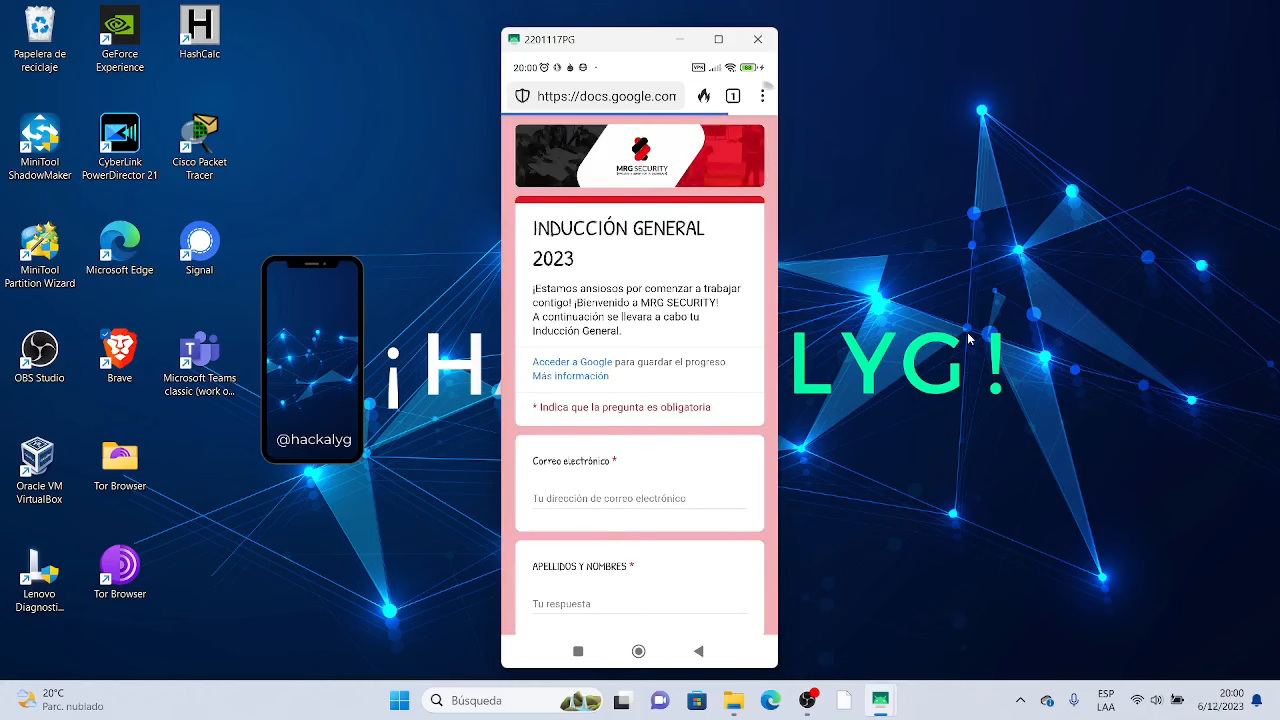 Papelera de
reciclaje
GeForce
Experience
HashCalc
MiniTool
ShadowMaker
CyberLink
PowerDirector 21
Cisco Packet
Tracer
MiniTool
Partition Wizard
Microsoft Edge
Signal
OBS Studio
Brave
Microsoft Teams
classic (work o...
Oracle VM
VirtualBox
Tor Browser
Lenovo
Diagnosti...
Tor Browser
@hackalyg
¡H
LYG!
2201117PG
20:00
VPN
68
https://docs.google.com
1
MRG SECURITY
INDUCCIÓN GENERAL
2023
¡Estamos ansiosos por comenzar a trabajar
contigo! ¡Bienvenido a MRG SECURITY!
A continuación se llevara a cabo tu
Inducción General.
Acceder a Google para guardar el progreso
Más información
* Indica que la pregunta es obligatoria
Correo electrónico *
Tu dirección de correo electrónico
APELLIDOS Y NOMBRES *
Tu respuesta
20°C
Parc. nublado
Búsqueda
ESP
LAA
20:00
6/12/2023